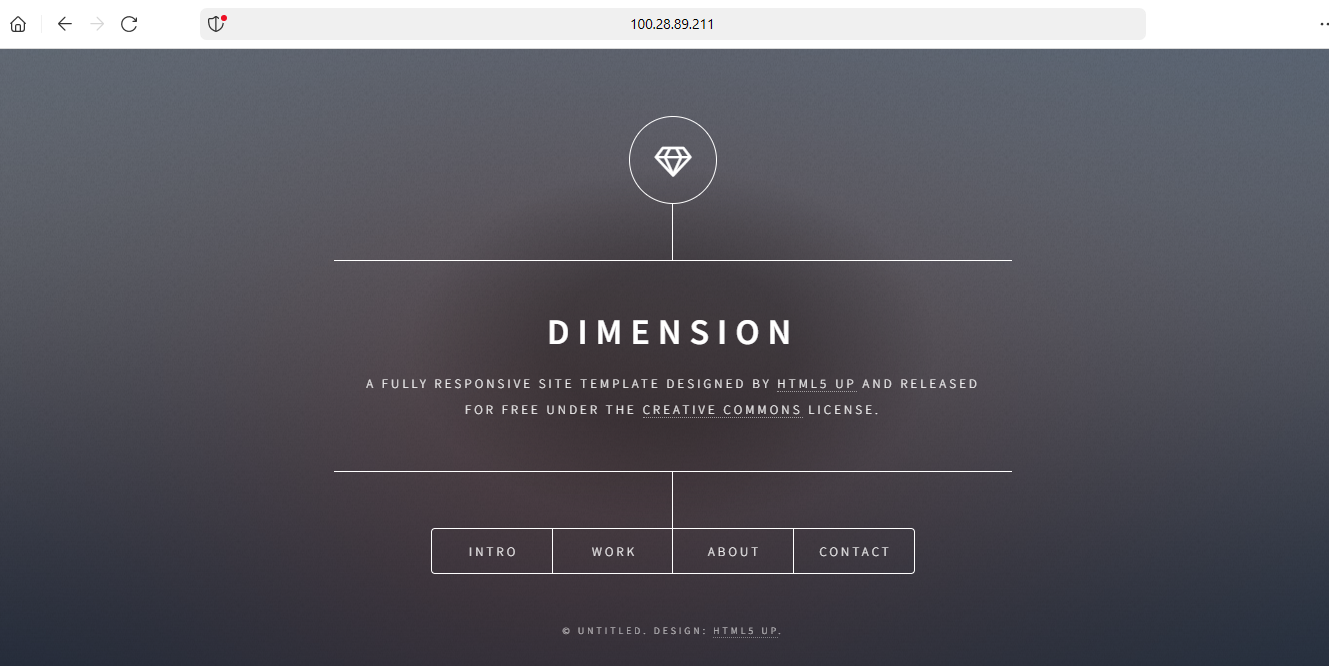 100.28.89.211
DIMENSION
A FULLY RESPONSIVE SITE TEMPLATE DESIGNED BY HTML5 UP AND RELEASED
FOR FREE UNDER THE CREATIVE COMMONS LICENSE.
INTRO WORK ABOUT CONTACT
© UNTITLED. DESIGN: HTML5 UP.